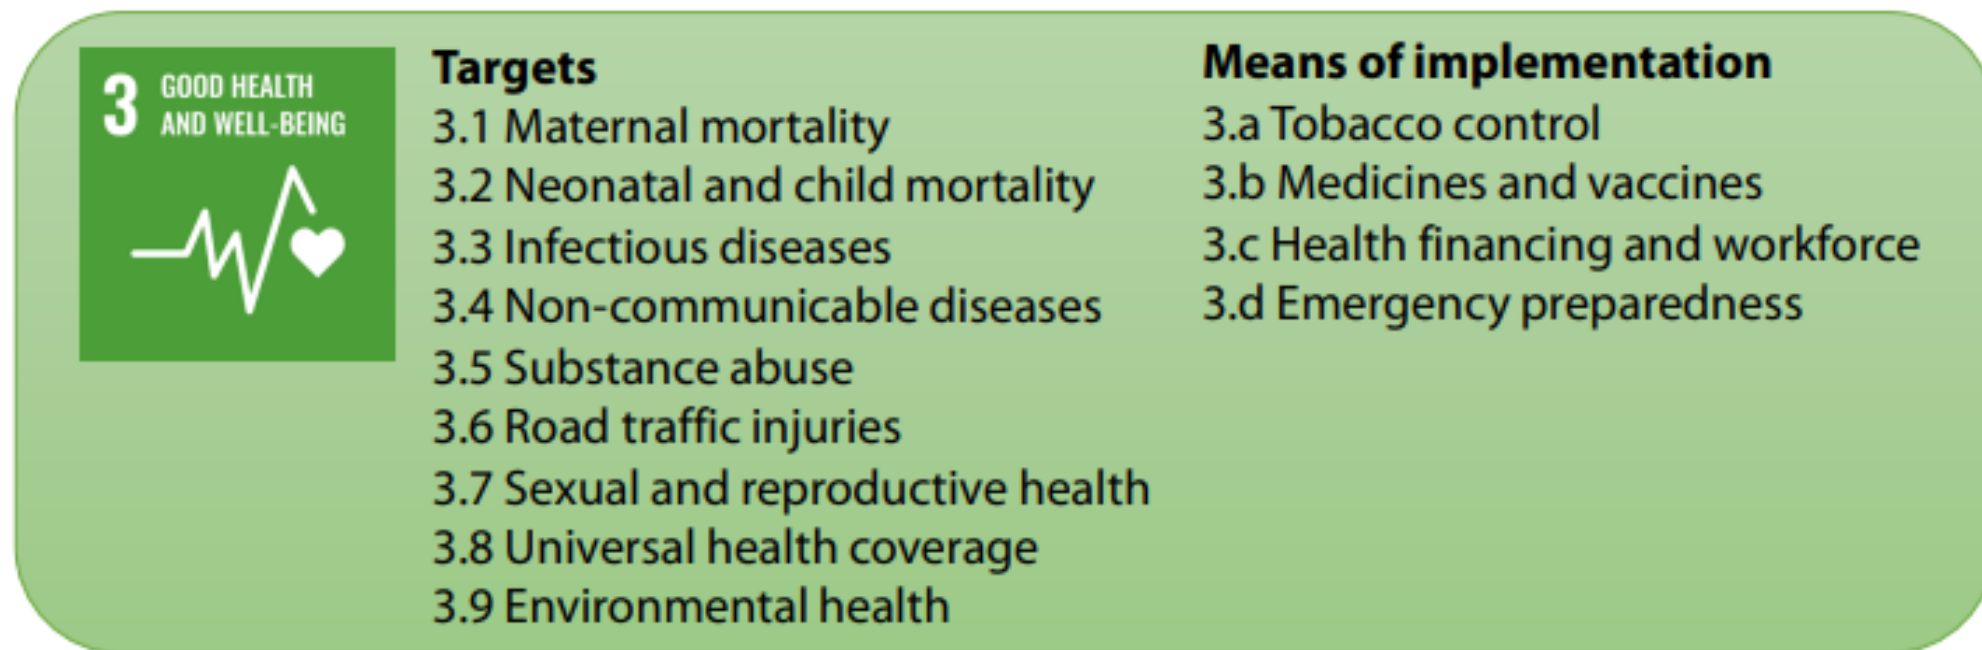 3 GOOD HEALTH
AND WELL-BEING
Targets
3.1 Maternal mortality
3.2 Neonatal and child mortality
3.3 Infectious diseases
3.4 Non-communicable diseases
3.5 Substance abuse
3.6 Road traffic injuries
3.7 Sexual and reproductive health
3.8 Universal health coverage
3.9 Environmental health
Means of implementation
3.a Tobacco control
3.b Medicines and vaccines
3.c Health financing and workforce
3.d Emergency preparedness